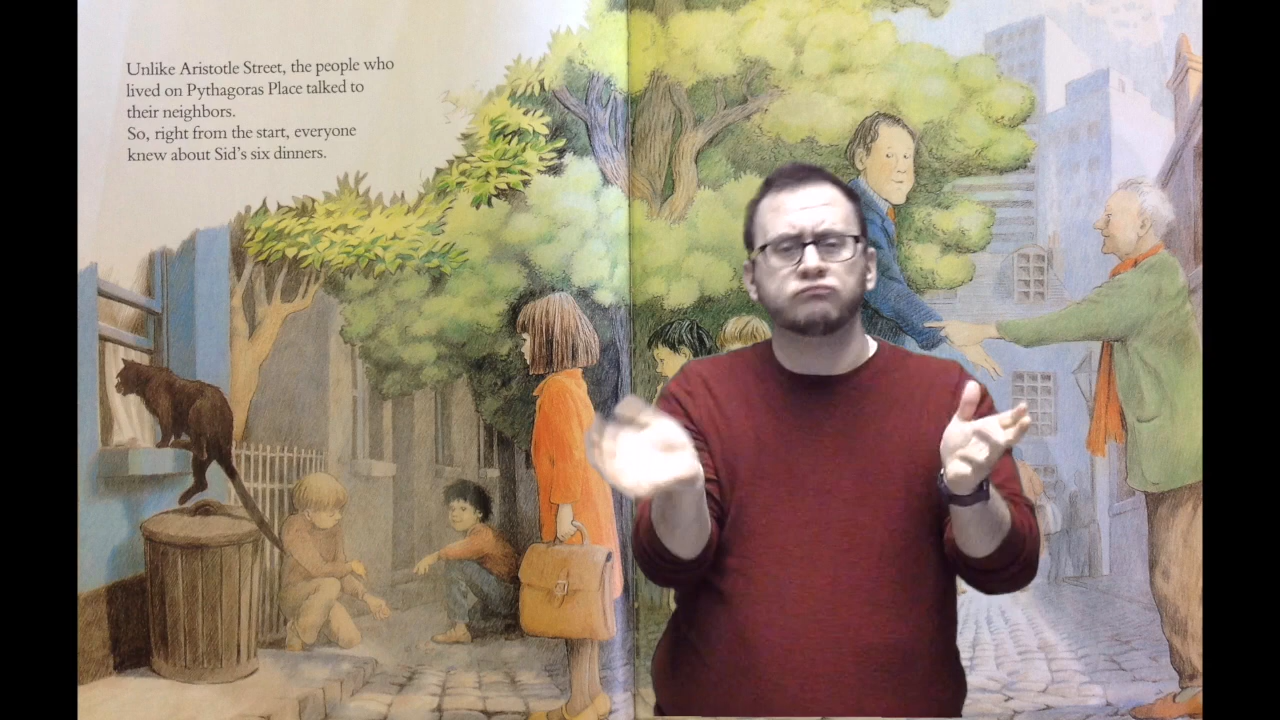 Unlike Aristotle Street, the people who
lived on Pythagoras Place talked to
their neighbors.
So, right from the start, everyone
knew about Sid's six dinners.